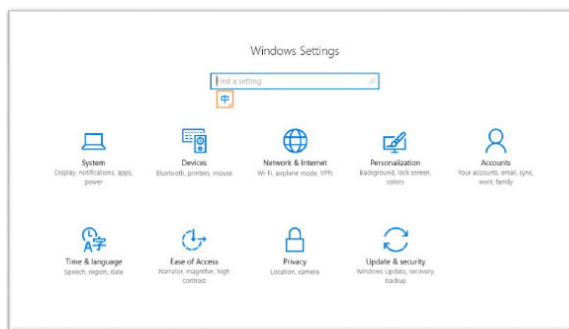 Windows Settings
Find a setting
中
System
Display, notifications, apps,
power
Devices
Bluetooth, printers, mouse
Network & Internet
Wi-Fi, airplane mode, VPN
Personalization
Background, lock screen,
colors
Accounts
Your accounts, email, sync,
work, family
A字
Time & language
Speech, region, date
Ease of Access
Narrator, magnifier, high
contrast
Privacy
Location, camera
Update & security
Windows Update, recovery,
backup